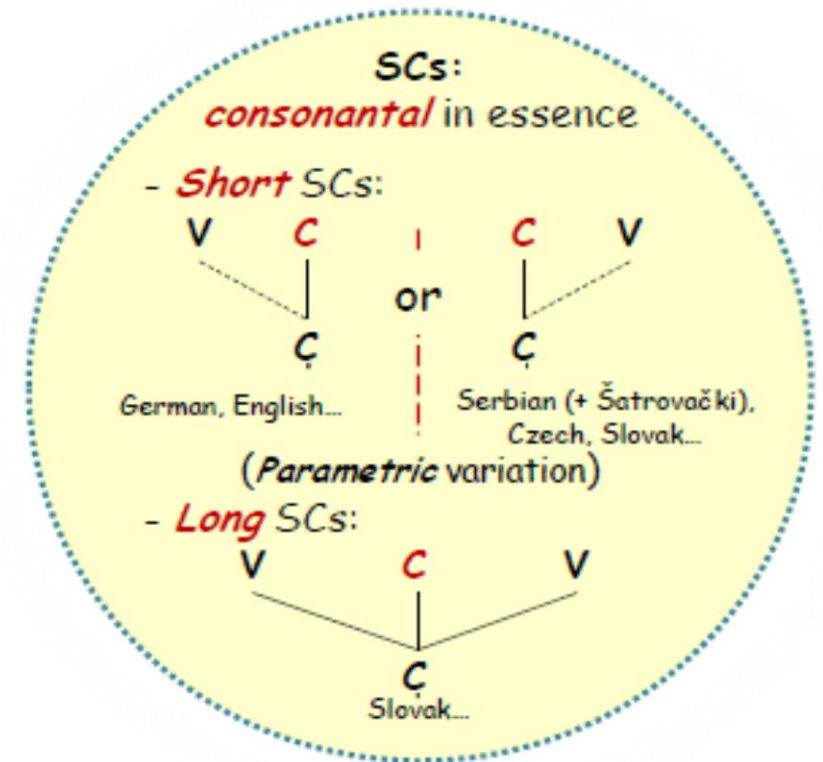 SCs:
consonantal in essence
- Short SCs:
V C C V
or
C̣ C̣
German, English...
Serbian (+ Šatrovački),
Czech, Slovak...
(Parametric variation)
- Long SCs:
V C V
C̣
Slovak...